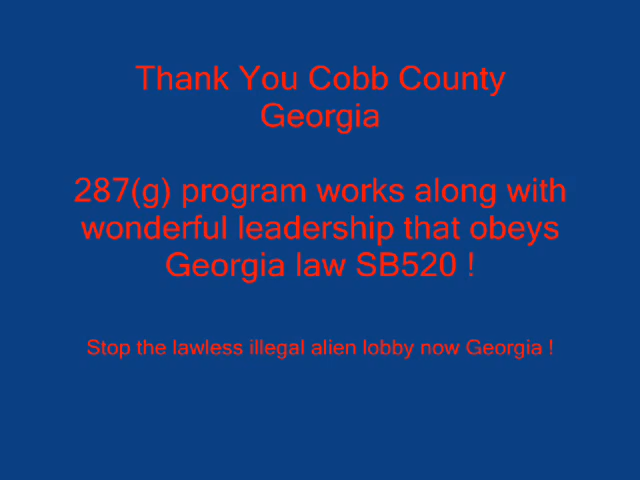 Thank You Cobb County
Georgia
287(g) program works along with
wonderful leadership that obeys
Georgia law SB520 !
Stop the lawless illegal alien lobby now Georgia !